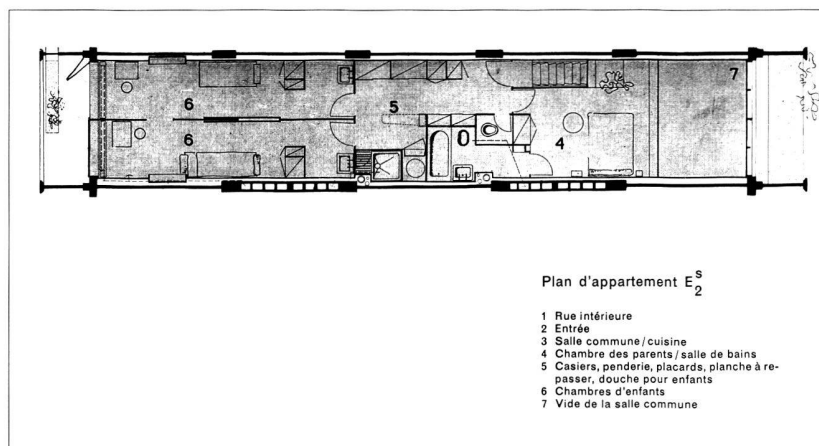 7
6
5
6
4
Plan d'appartement E S 2
1 Rue intérieure
2 Entrée
3 Salle commune/cuisine
4 Chambre des parents/salle de bains
5 Casiers, penderie, placards, planche à re-
passer, douche pour enfants
6 Chambres d'enfants
7 Vide de la salle commune